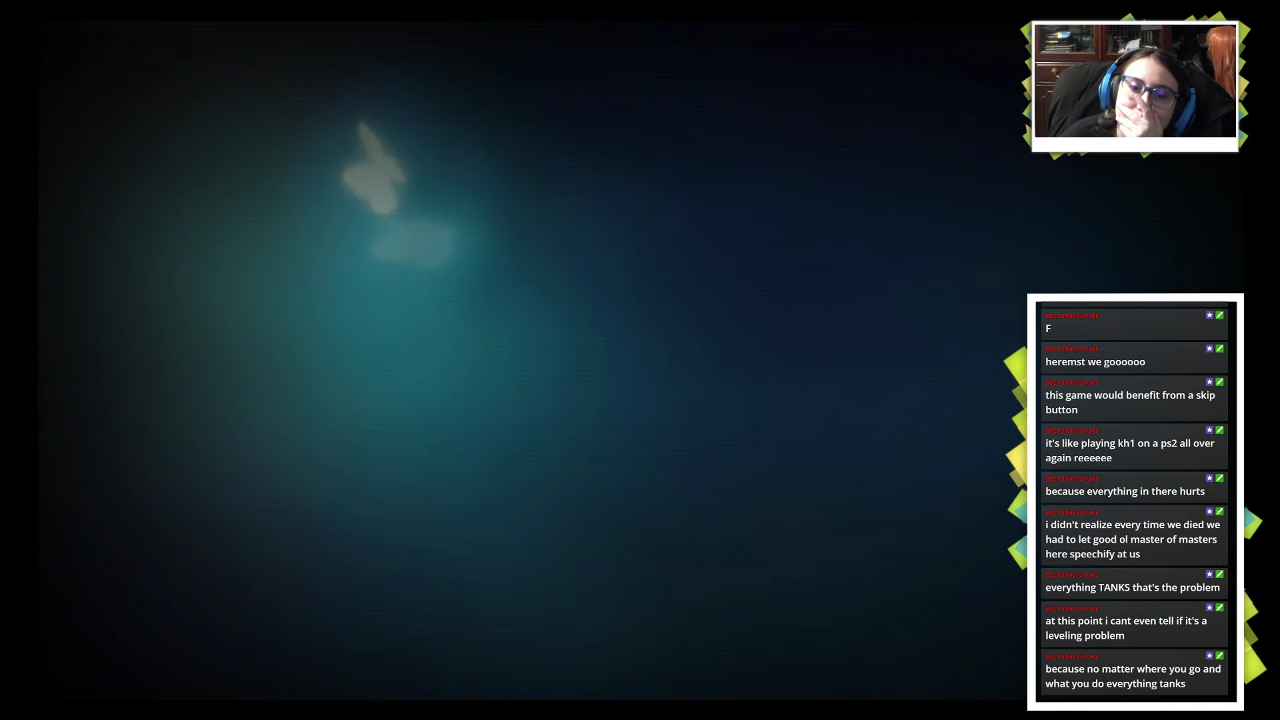 F
heremst we goooooo
this game would benefit from a skip
button
it's like playing kh1 on a ps2 all over
again reeeeee
because everything in there hurts
i didn't realize every time we died we
had to let good ol master of masters
here speechify at us
everything TANKS that's the problem
at this point i cant even tell if it's a
leveling problem
because no matter where you go and
what you do everything tanks